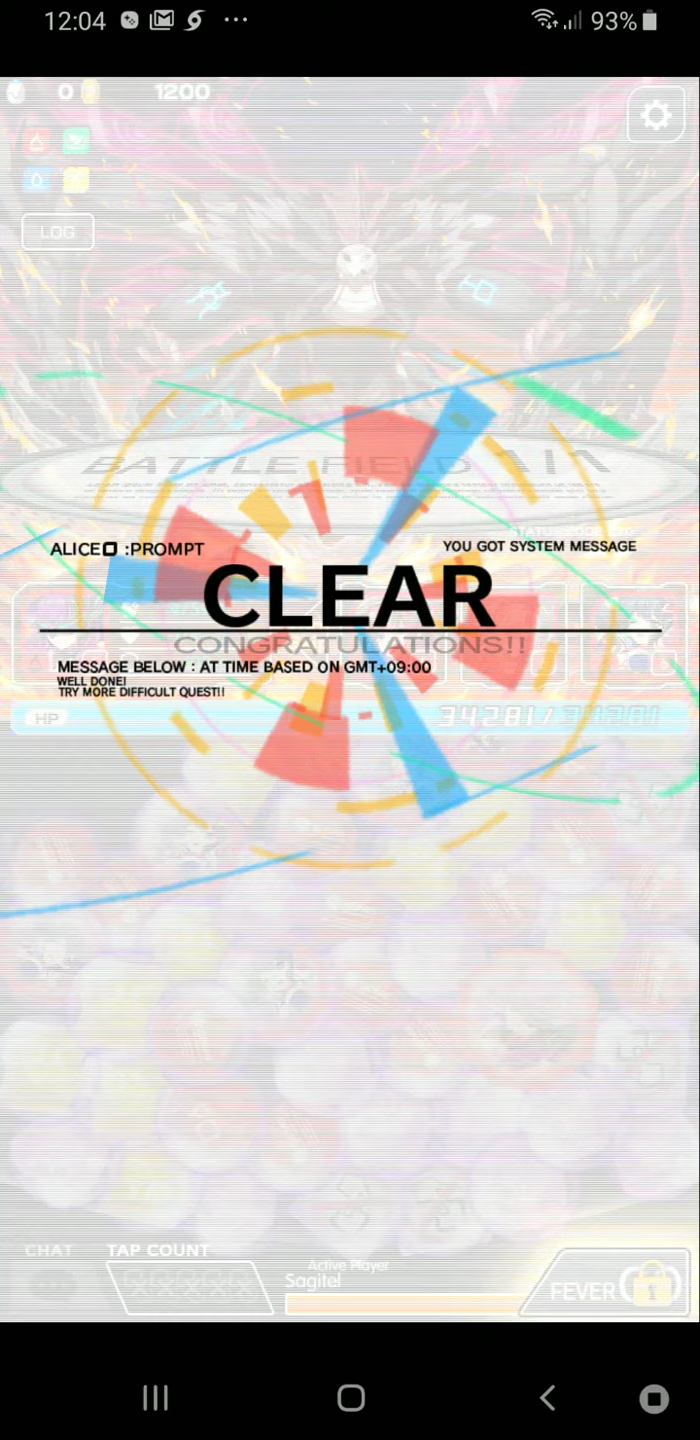 12:04
93%
0
1200
LOG
BATTLE FIELD
ALICE :PROMPT
YOU GOT SYSTEM MESSAGE
CLEAR
CONGRATULATIONS!!
MESSAGE BELOW : AT TIME BASED ON GMT+09:00
WELL DONE!
TRY MORE DIFFICULT QUEST!!
HP
34281/34281
CHAT
TAP COUNT
Active Player
Sagitel
FEVER